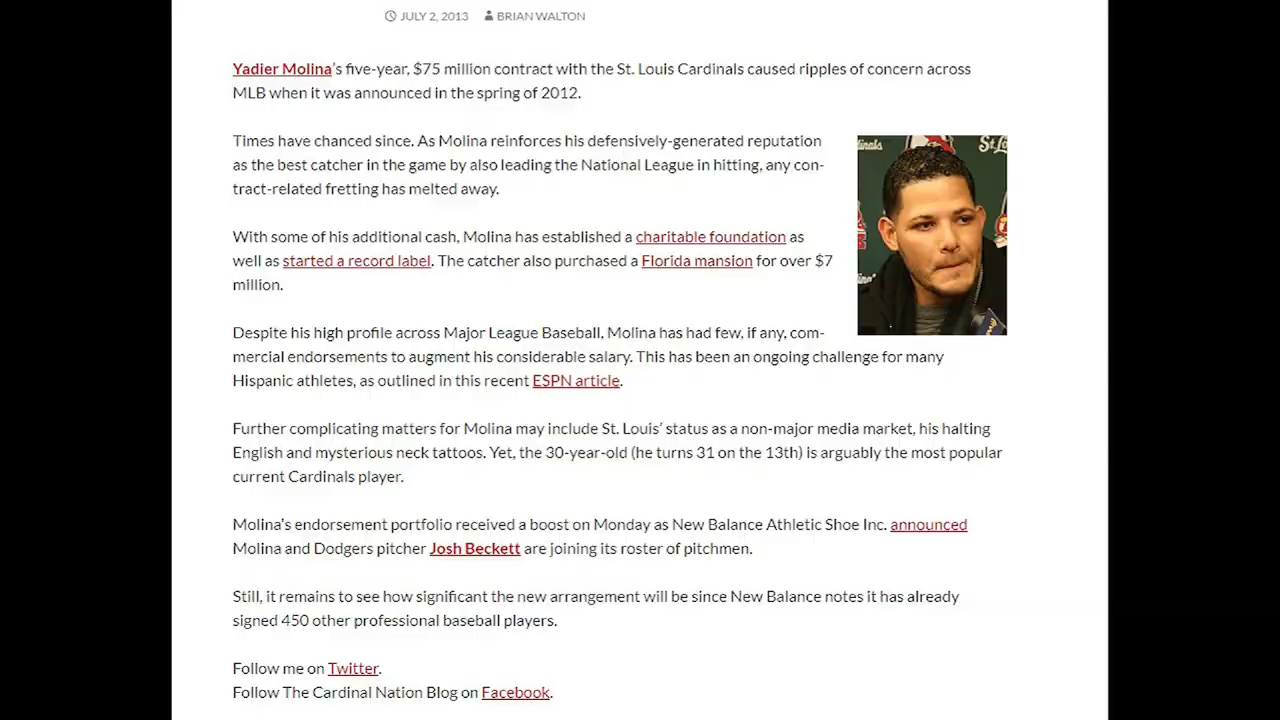 JULY 2, 2013 BRIAN WALTON
Yadier Molina's five-year, $75 million contract with the St. Louis Cardinals caused ripples of concern across
MLB when it was announced in the spring of 2012.
Times have chanced since. As Molina reinforces his defensively-generated reputation
as the best catcher in the game by also leading the National League in hitting, any con-
tract-related fretting has melted away.
With some of his additional cash, Molina has established a charitable foundation as
well as started a record label. The catcher also purchased a Florida mansion for over $7
million.
Despite his high profile across Major League Baseball, Molina has had few, if any, com-
mercial endorsements to augment his considerable salary. This has been an ongoing challenge for many
Hispanic athletes, as outlined in this recent ESPN article.
Further complicating matters for Molina may include St. Louis' status as a non-major media market, his halting
English and mysterious neck tattoos. Yet, the 30-year-old (he turns 31 on the 13th) is arguably the most popular
current Cardinals player.
Molina's endorsement portfolio received a boost on Monday as New Balance Athletic Shoe Inc. announced
Molina and Dodgers pitcher Josh Beckett are joining its roster of pitchmen.
Still, it remains to see how significant the new arrangement will be since New Balance notes it has already
signed 450 other professional baseball players.
Follow me on Twitter.
Follow The Cardinal Nation Blog on Facebook.